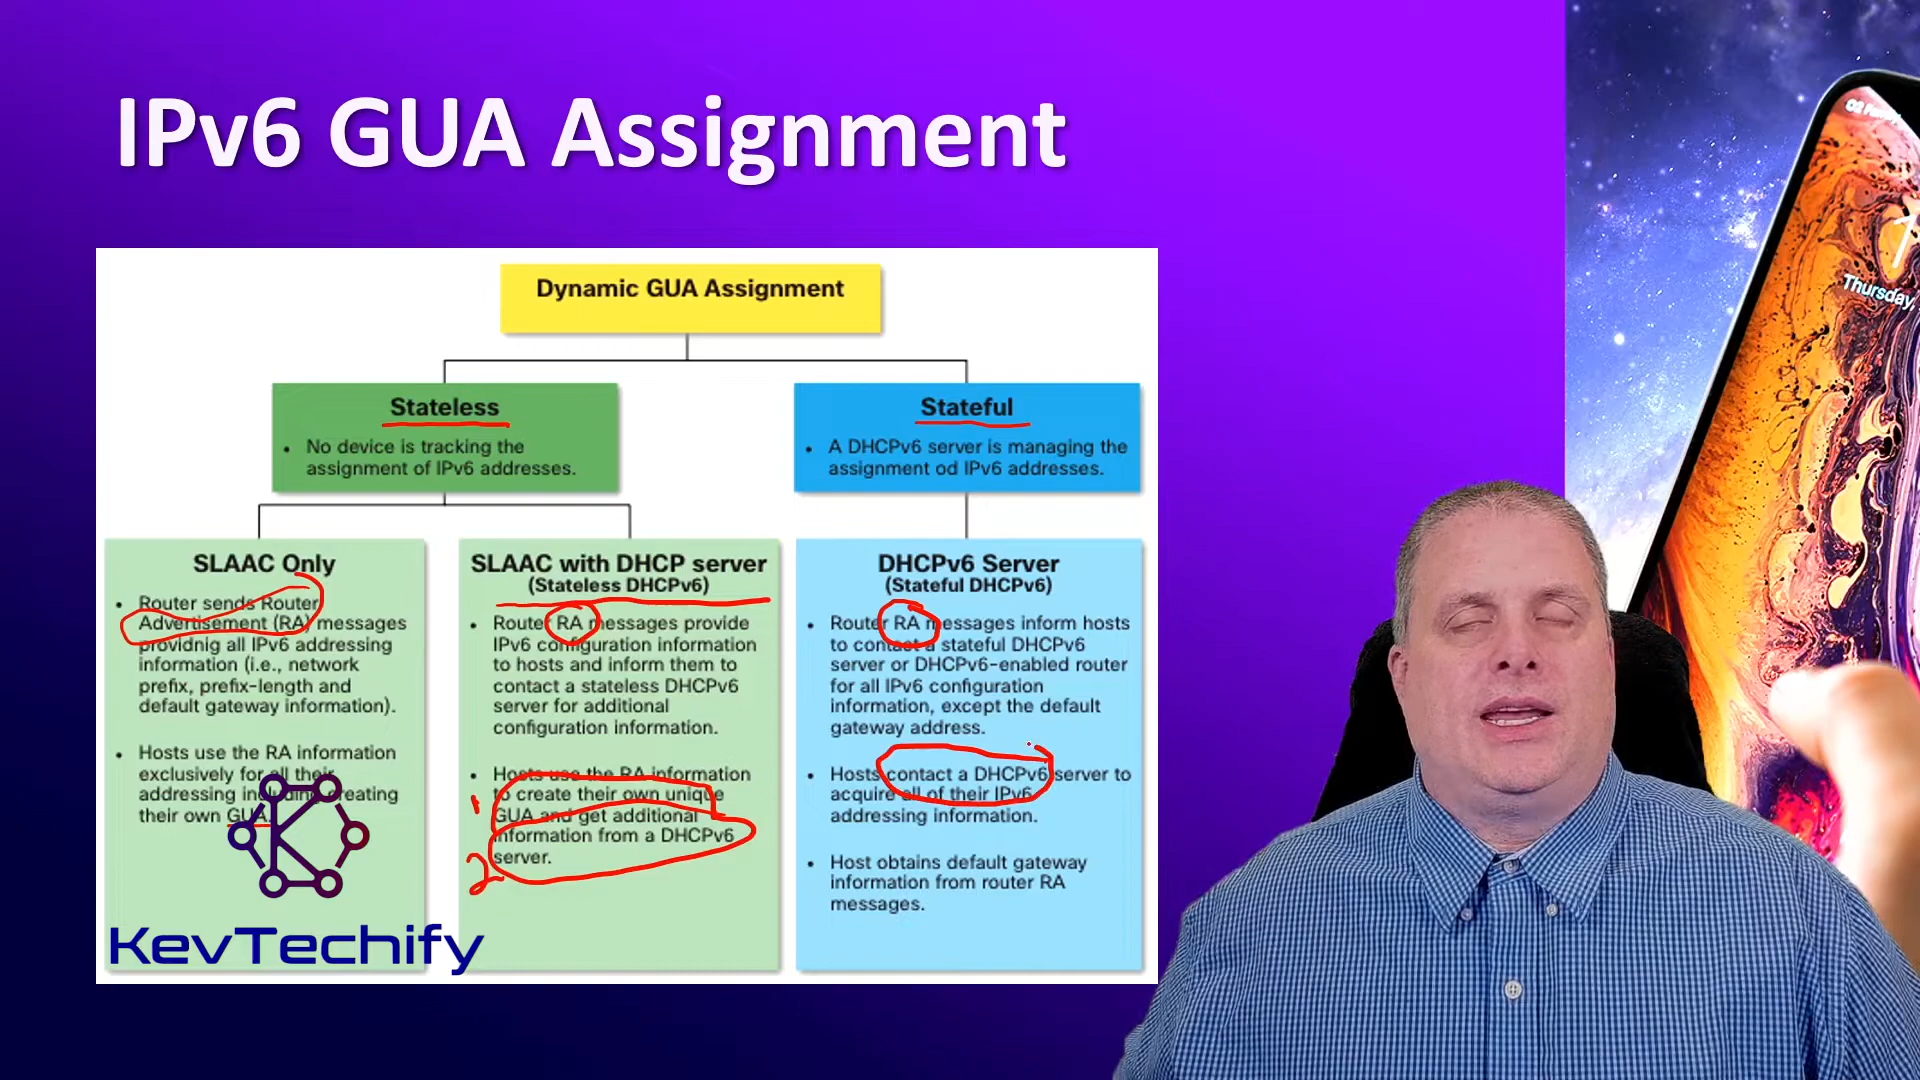 IPv6 GUA Assignment
Dynamic GUA Assignment
Stateless
• No device is tracking the
assignment of IPv6 addresses.
Stateful
• A DHCPv6 server is managing the
assignment od IPv6 addresses.
SLAAC Only
• Router sends Router
Advertisement (RA) messages
providnig all IPv6 addressing
information (i.e., network
prefix, prefix-length and
default gateway information).
• Hosts use the RA information
exclusively for all their
addressing including creating
their own GUA.
SLAAC with DHCP server
(Stateless DHCPv6)
• Router RA messages provide
IPv6 configuration information
to hosts and inform them to
contact a stateless DHCPv6
server for additional
configuration information.
• Hosts use the RA information
1 to create their own unique
GUA and get additional
information from a DHCPv6
2 server.
DHCPv6 Server
(Stateful DHCPv6)
• Router RA messages inform hosts
to contact a stateful DHCPv6
server or DHCPv6-enabled router
for all IPv6 configuration
information, except the default
gateway address.
• Hosts contact a DHCPv6 server to
acquire all of their IPv6
addressing information.
• Host obtains default gateway
information from router RA
messages.
KevTechify
Thursday,